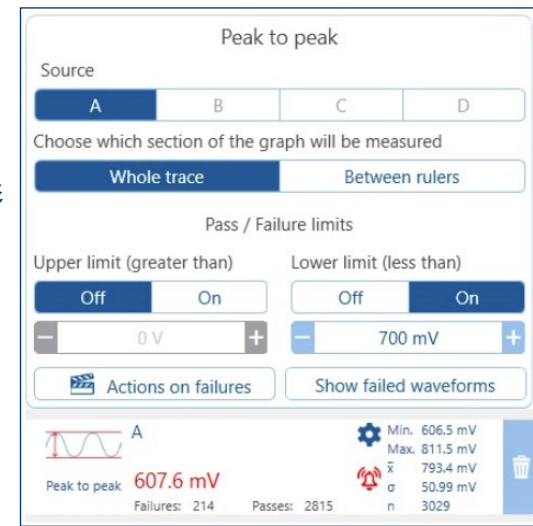 Peak to peak
Source
A B C D
Choose which section of the graph will be measured
Whole trace Between rulers
Pass / Failure limits
Upper limit (greater than) Lower limit (less than)
Off On Off On
− 0 V + − 700 mV +
Actions on failures Show failed waveforms
A Min. 606.5 mV
Max. 811.5 mV
Peak to peak 607.6 mV x̄ 793.4 mV
σ 50.99 mV
Failures: 214 Passes: 2815 n 3029